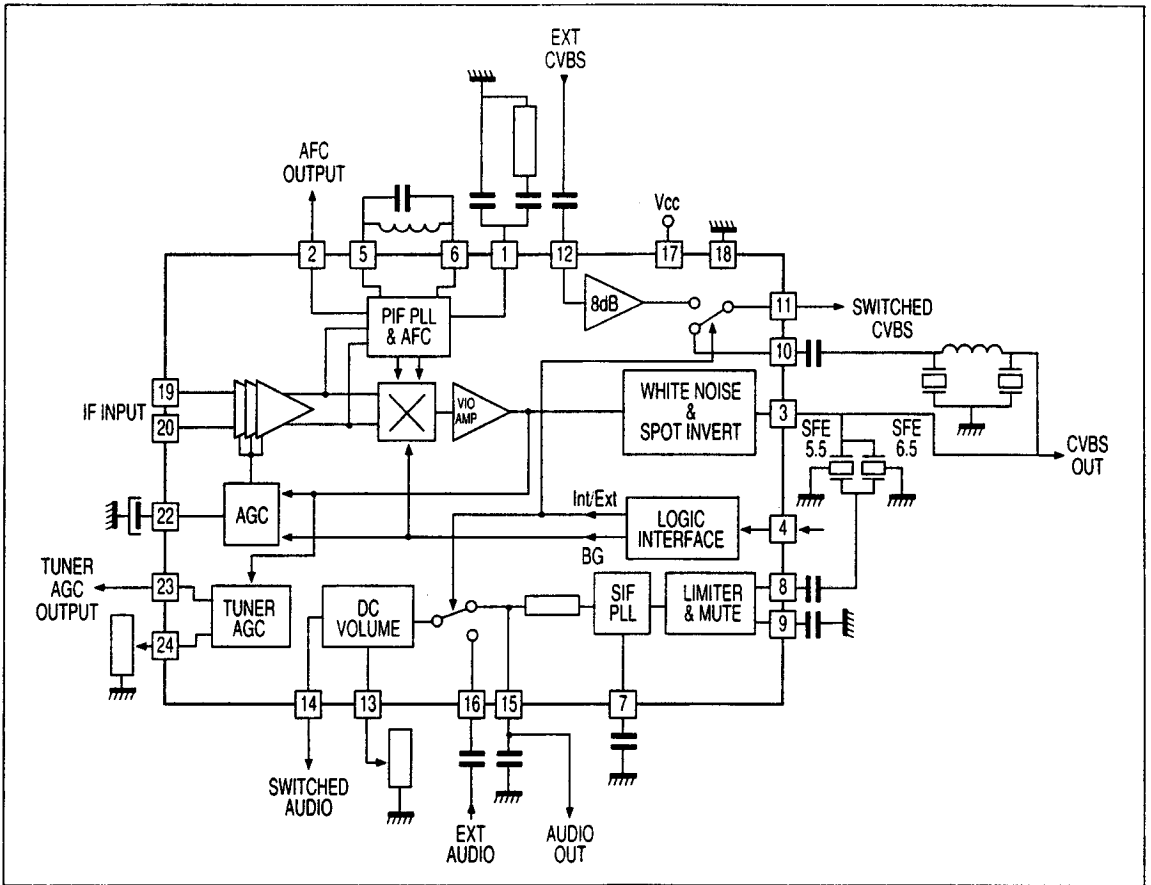 EXT
CVBS
AFC
OUTPUT
Vcc
2
5
6
1
12
17
18
8dB
11
SWITCHED
CVBS
PIF PLL
& AFC
10
19
IF INPUT
20
VIO
AMP
WHITE NOISE
&
SPOT INVERT
3
SFE
5.5
SFE
6.5
CVBS
OUT
22
AGC
Int/Ext
BG
LOGIC
INTERFACE
4
TUNER
AGC
OUTPUT
23
24
TUNER
AGC
DC
VOLUME
SIF
PLL
LIMITER
& MUTE
8
9
14
13
16
15
7
SWITCHED
AUDIO
EXT
AUDIO
AUDIO
OUT